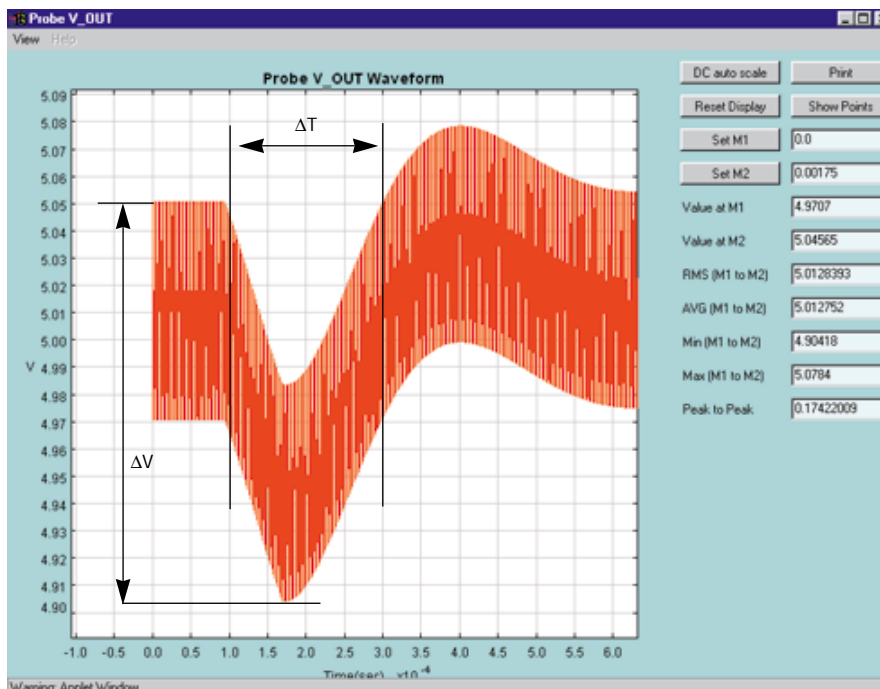 Probe V_OUT
View Help
Probe V_OUT Waveform
DC auto scale Print
Reset Display Show Points
Set M1 0.0
Set M2 0.00175
Value at M1 4.9707
Value at M2 5.04565
RMS (M1 to M2) 5.0128393
AVG (M1 to M2) 5.012752
Min (M1 to M2) 4.90418
Max (M1 to M2) 5.0784
Peak to Peak 0.17422009
5.09
5.08
5.07
5.06
5.05
5.04
5.03
5.02
5.01
5.00
V 4.99
4.98
4.97
4.96
4.95
4.94
4.93
4.92
4.91
4.90
ΔT
ΔV
-1.0 -0.5 0.0 0.5 1.0 1.5 2.0 2.5 3.0 3.5 4.0 4.5 5.0 5.5 6.0
Time(sec) x10 -4
Warning: Applet Window